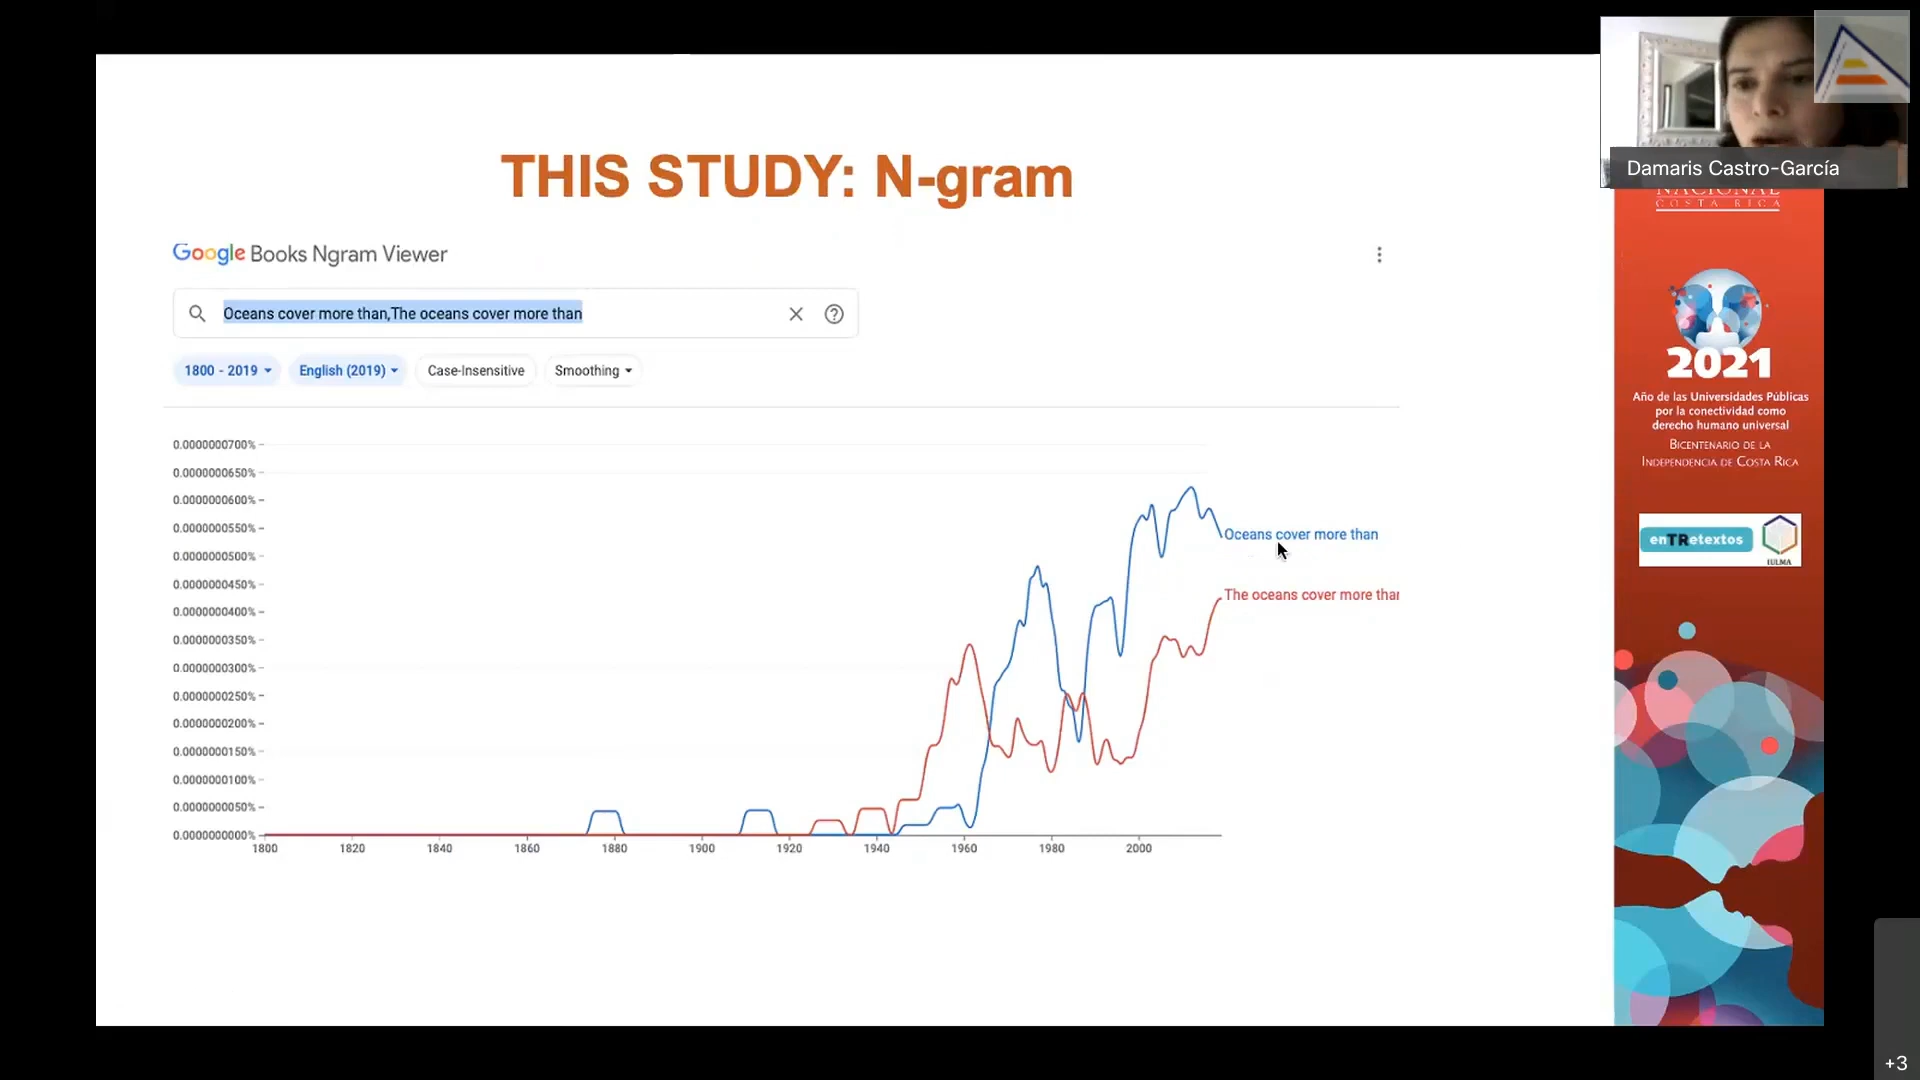 Damaris Castro-García
THIS STUDY: N-gram
NACIONAL
COSTA RICA
Google Books Ngram Viewer
Oceans cover more than,The oceans cover more than
1800 - 2019
English (2019)
Case-Insensitive
Smoothing
0.0000000700%
0.0000000650%
0.0000000600%
0.0000000550%
0.0000000500%
0.0000000450%
0.0000000400%
0.0000000350%
0.0000000300%
0.0000000250%
0.0000000200%
0.0000000150%
0.0000000100%
0.0000000050%
0.0000000000%
1800
1820
1840
1860
1880
1900
1920
1940
1960
1980
2000
Oceans cover more than
The oceans cover more than
2021
Año de las Universidades Públicas
por la conectividad como
derecho humano universal
Bicentenario de la
Independencia de Costa Rica
enTRetextos
IULMA
+3